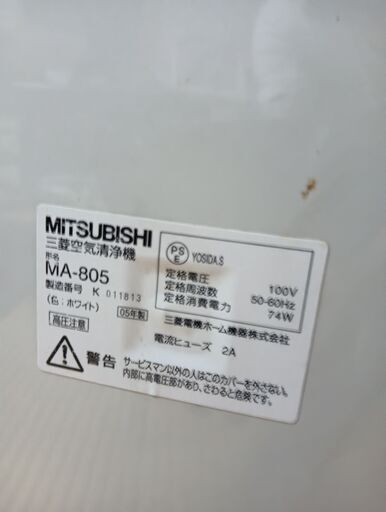 MITSUBISHI
三菱空気清浄機
形名
MA-805
製造番号 K 011813
(色:ホワイト)
高圧注意
05年製
PS
E
YOSIDA.S
定格電圧 100V
定格周波数 50-60Hz
定格消費電力 74W
三菱電機ホーム機器株式会社
電流ヒューズ 2A
警告
サービスマン以外の人はこのカバーを外さない。
内部に高電圧部があり、さわると危険です。